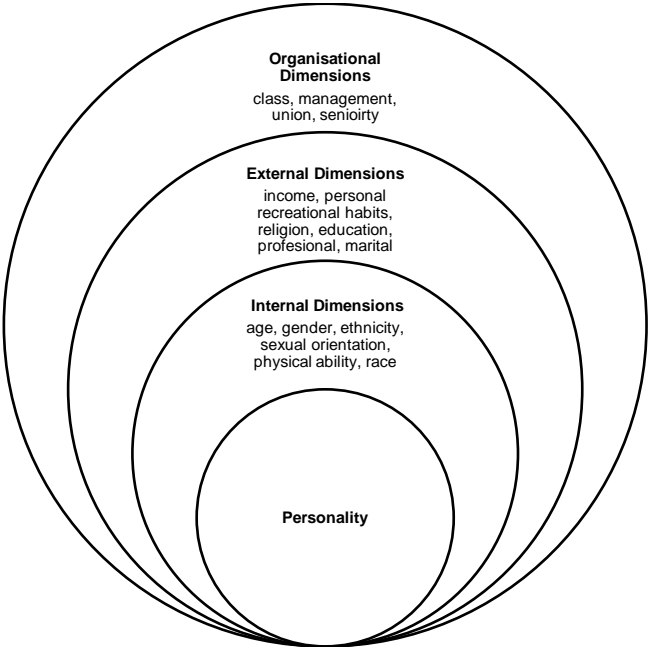 Organisational
Dimensions
class, management,
union, senioirty
External Dimensions
income, personal
recreational habits,
religion, education,
profesional, marital
Internal Dimensions
age, gender, ethnicity,
sexual orientation,
physical ability, race
Personality